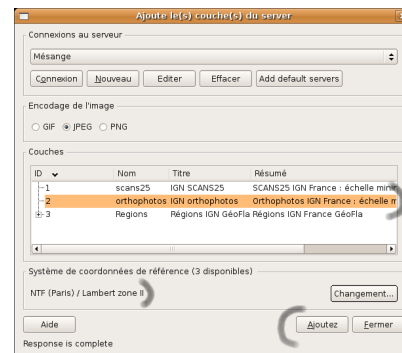 Ajoute le(s) couche(s) du server
Connexions au serveur
Mésange
Connexion Nouveau Editer Effacer Add default servers
Encodage de l'image
GIF JPEG PNG
Couches
ID Nom Titre Résumé
1 scans25 IGN SCANS25 SCANS25 IGN France : échelle
2 orthophotos IGN orthophotos Orthophotos IGN France : échelle
3 Regions Régions IGN GéoFla Régions IGN France GéoFla
Système de coordonnées de référence (3 disponibles)
NTF (Paris) / Lambert zone II Changement...
Aide Ajoutez Fermer
Response is complete